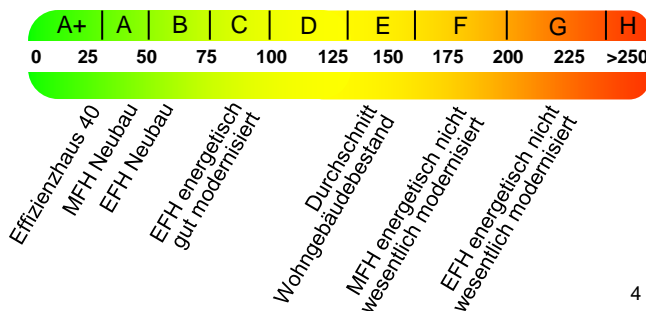 A+ A B C D E F G H
0 25 50 75 100 125 150 175 200 225 >250
Effizienzhaus 40
MFH Neubau
EFH Neubau
EFH energetisch
gut modernisiert
Durchschnitt
Wohngebäudebestand
MFH energetisch nicht
wesentlich modernisiert
EFH energetisch nicht
wesentlich modernisiert
4